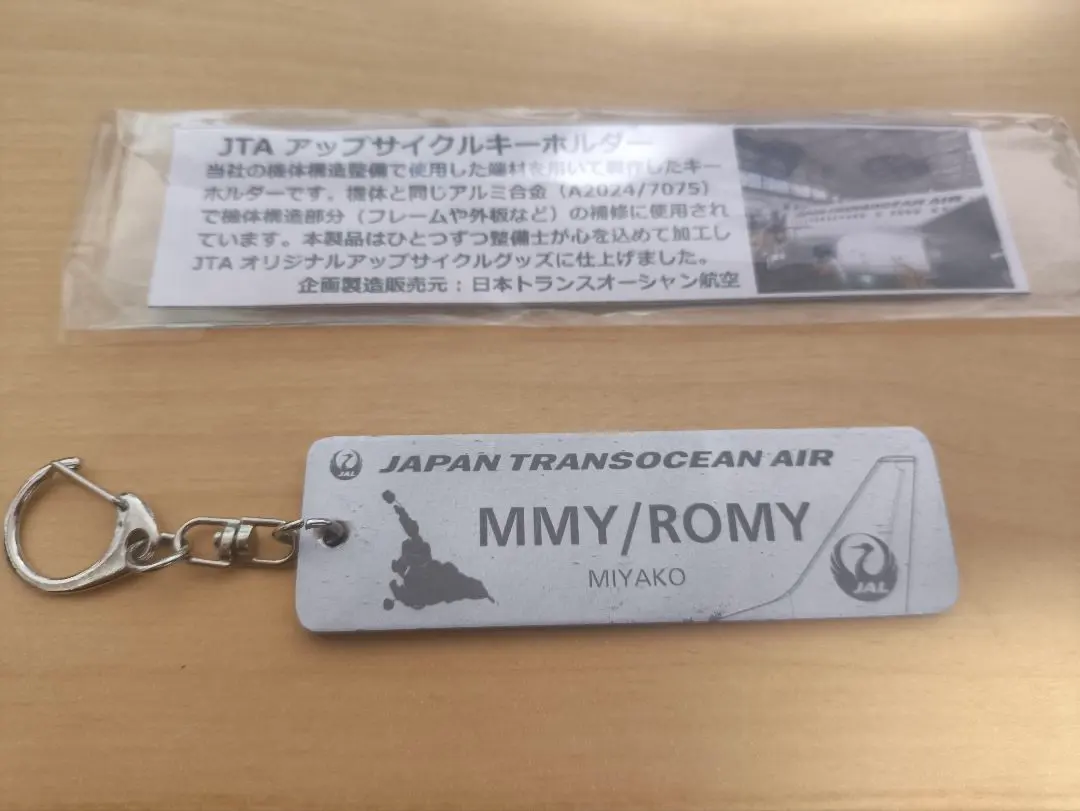 JTA アップサイクルキーホルダー
当社の機体構造整備で使用した端材を用いて製作したキー
ホルダーです。機体と同じアルミ合金（A2024/7075）
で機体構造部分（フレームや外板など）の補修に使用され
ています。本製品はひとつずつ整備士が心を込めて加工し
JTA オリジナルアップサイクルグッズに仕上げました。
企画製造販売元：日本トランスオーシャン航空
JAL
JAPAN TRANSOCEAN AIR
MMY/ROMY
MIYAKO
JAL